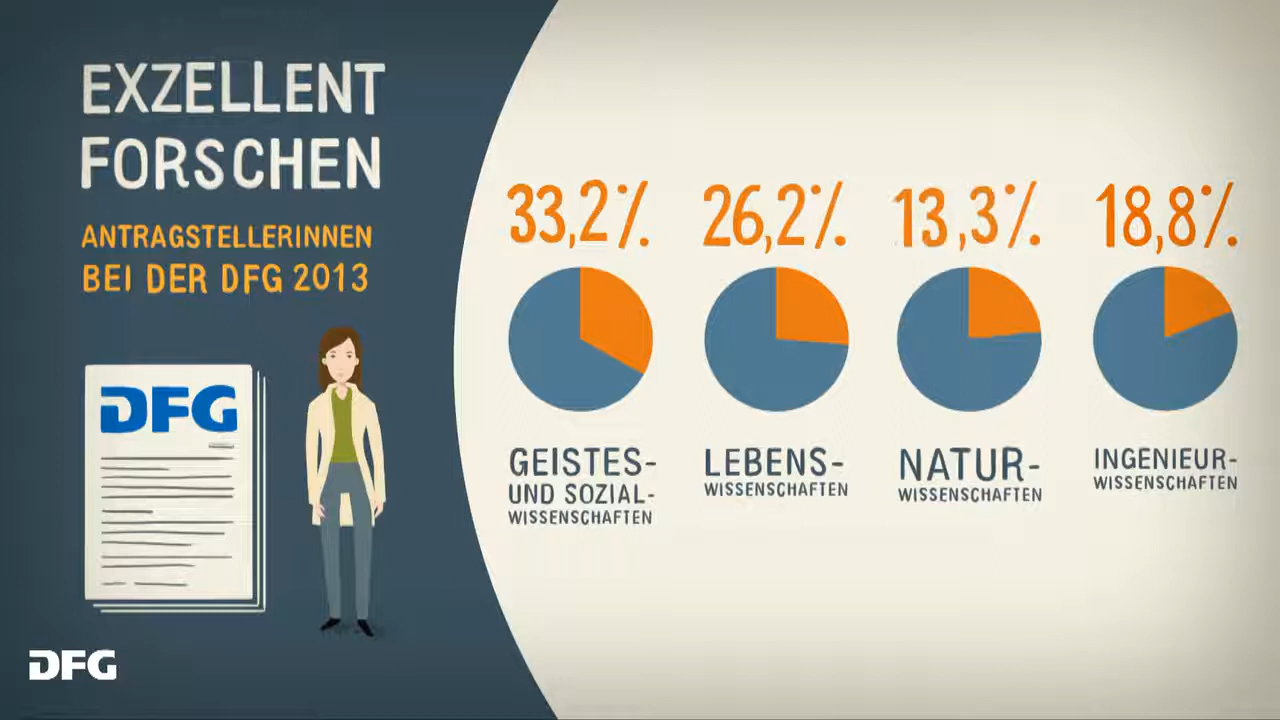 EXZELLENT
FORSCHEN
ANTRAGSTELLERINNEN
BEI DER DFG 2013
DFG
DFG
33,2%
26,2%
13,3%
18,8%
GEISTES-
UND SOZIAL-
WISSENSCHAFTEN
LEBENS-
WISSENSCHAFTEN
NATUR-
WISSENSCHAFTEN
INGENIEUR-
WISSENSCHAFTEN